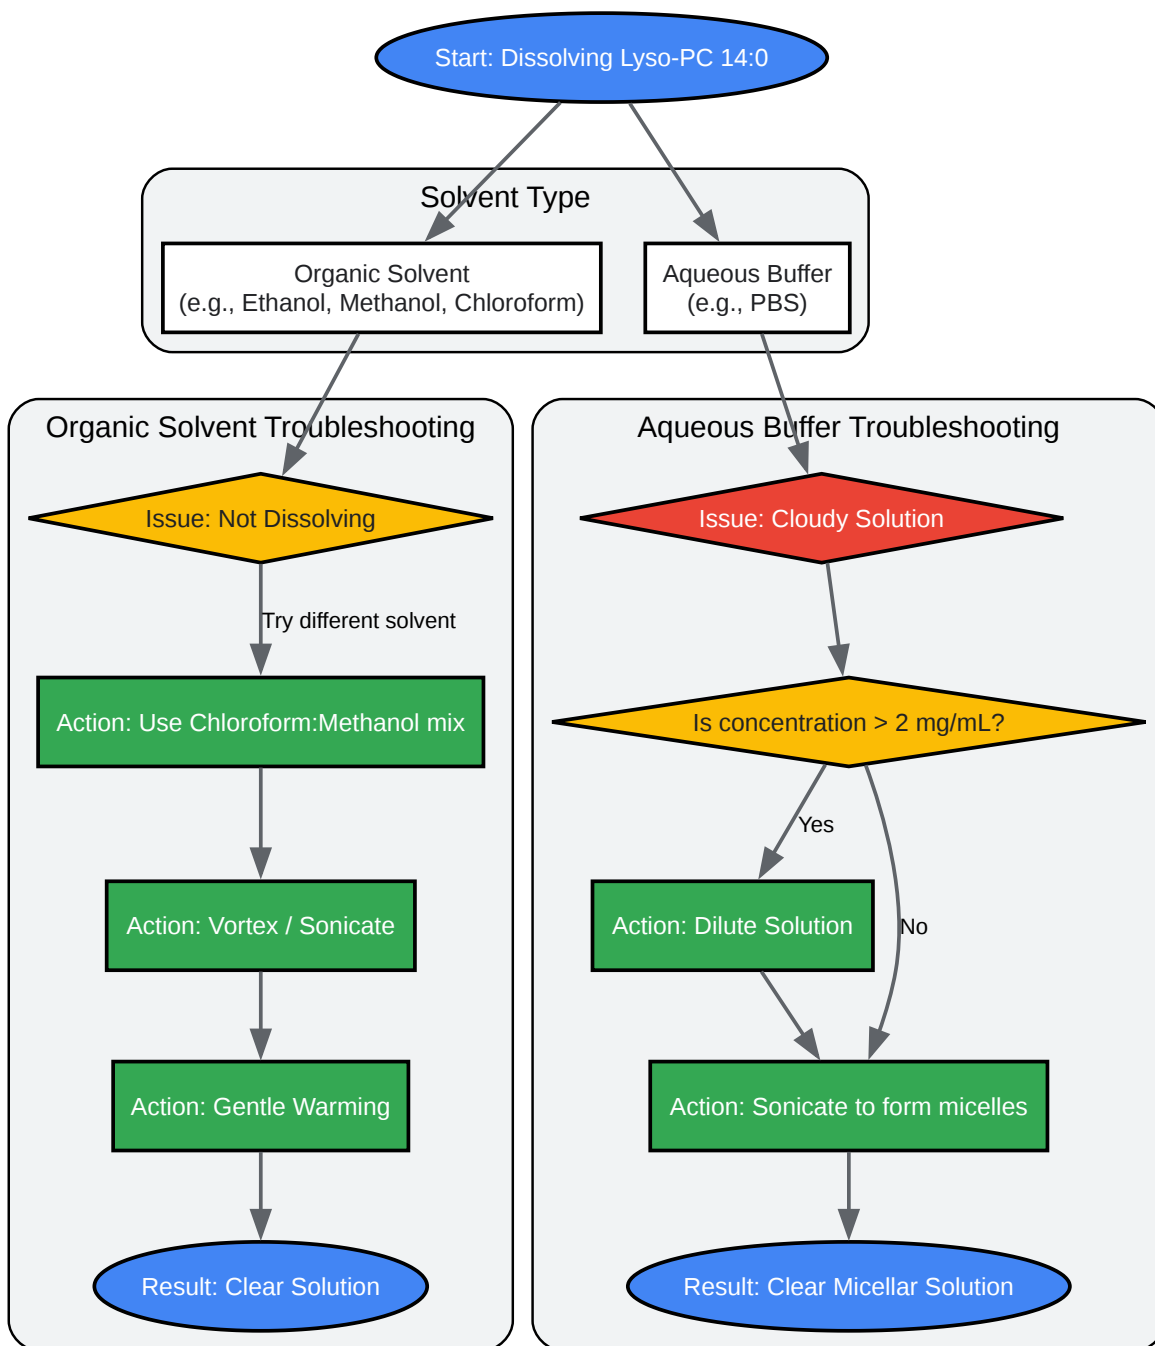 Start: Dissolving Lyso-PC 14:0
Solvent Type
Organic Solvent
(e.g., Ethanol, Methanol, Chloroform)
Aqueous Buffer
(e.g., PBS)
Organic Solvent Troubleshooting
Issue: Not Dissolving
Try different solvent
Action: Use Chloroform:Methanol mix
Action: Vortex / Sonicate
Action: Gentle Warming
Result: Clear Solution
Aqueous Buffer Troubleshooting
Issue: Cloudy Solution
Is concentration > 2 mg/mL?
Yes
Action: Dilute Solution
No
Action: Sonicate to form micelles
Result: Clear Micellar Solution